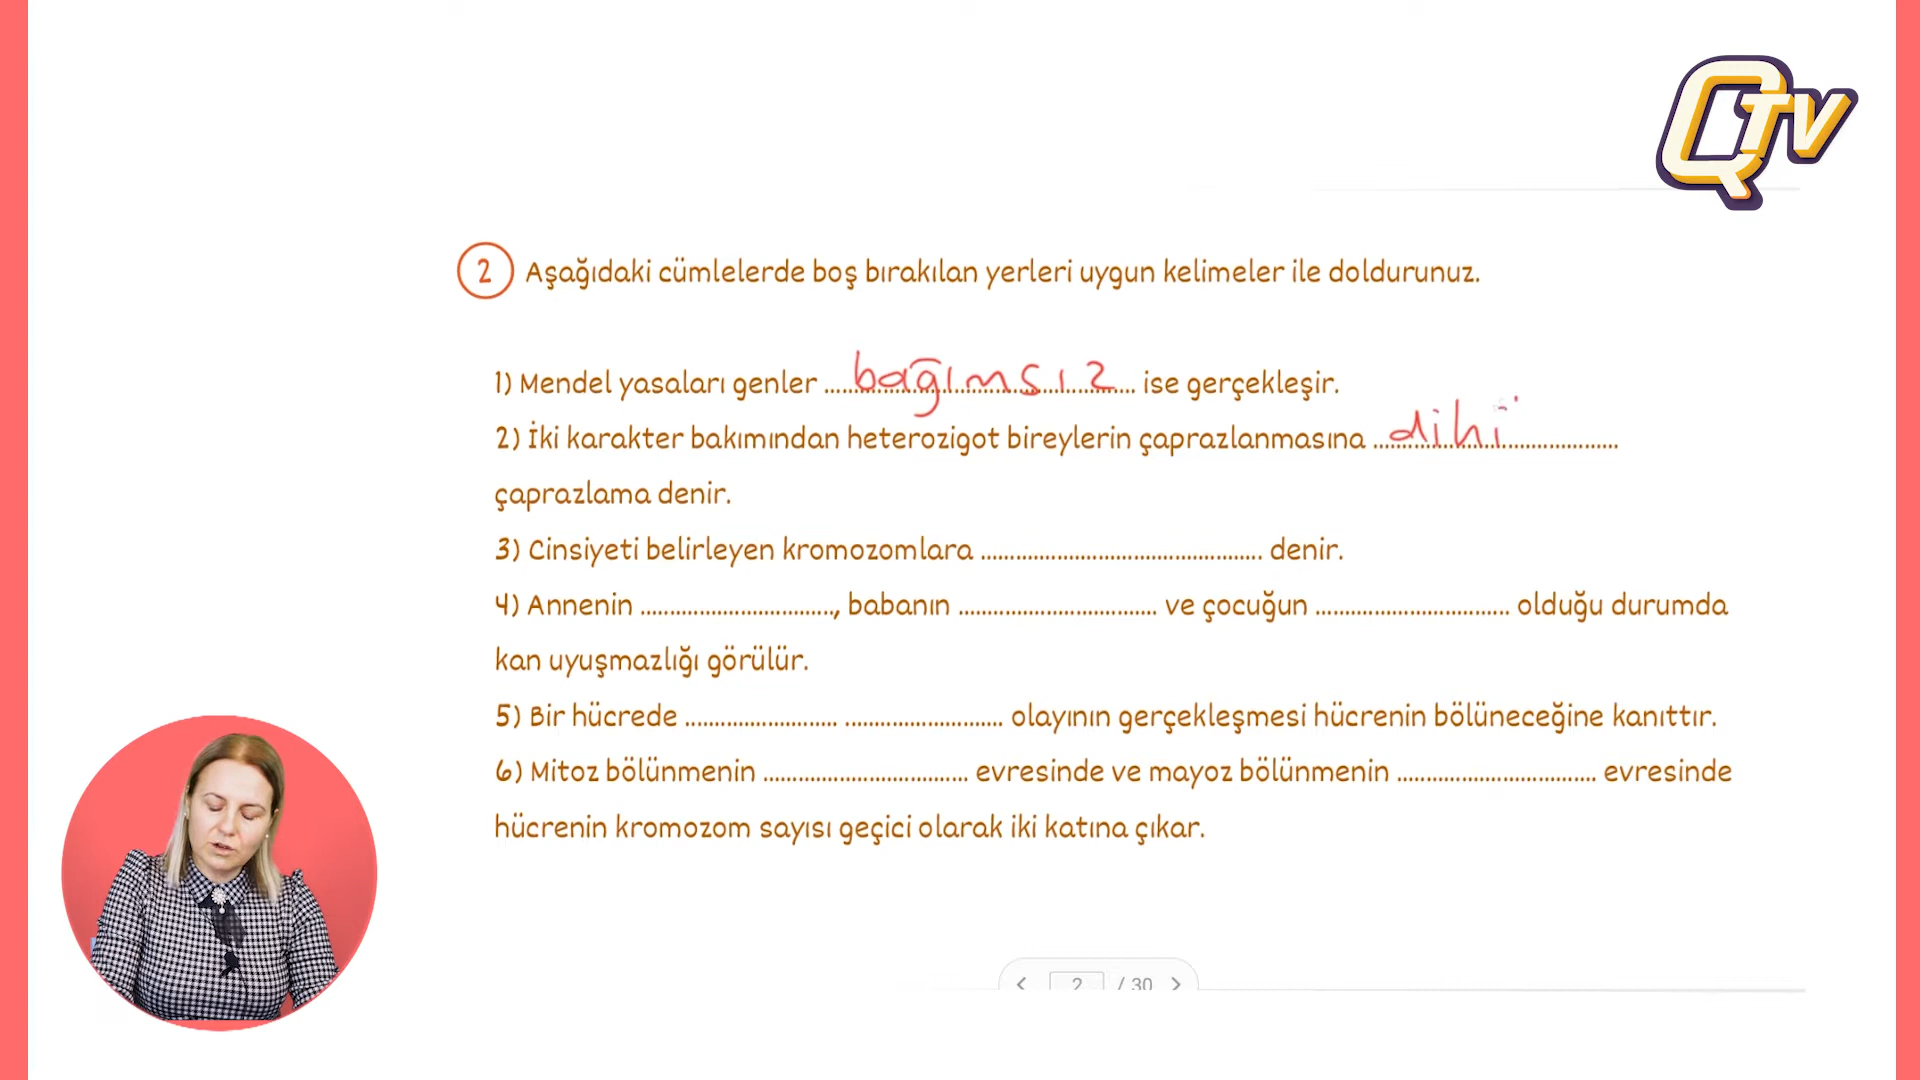 QTV
2 Aşağıdaki cümlelerde boş bırakılan yerleri uygun kelimeler ile doldurunuz.
1) Mendel yasaları genler ...bağımsız... ise gerçekleşir.
2) İki karakter bakımından heterozigot bireylerin çaprazlanmasına ...dihi...
çaprazlama denir.
3) Cinsiyeti belirleyen kromozomlara ................ denir.
4) Annenin ................, babanın ................ ve çocuğun ................ olduğu durumda
kan uyuşmazlığı görülür.
5) Bir hücrede ................ ................ olayının gerçekleşmesi hücrenin bölüneceğine kanıttır.
6) Mitoz bölünmenin ................ evresinde ve mayoz bölünmenin ................ evresinde
hücrenin kromozom sayısı geçici olarak iki katına çıkar.
2 / 30